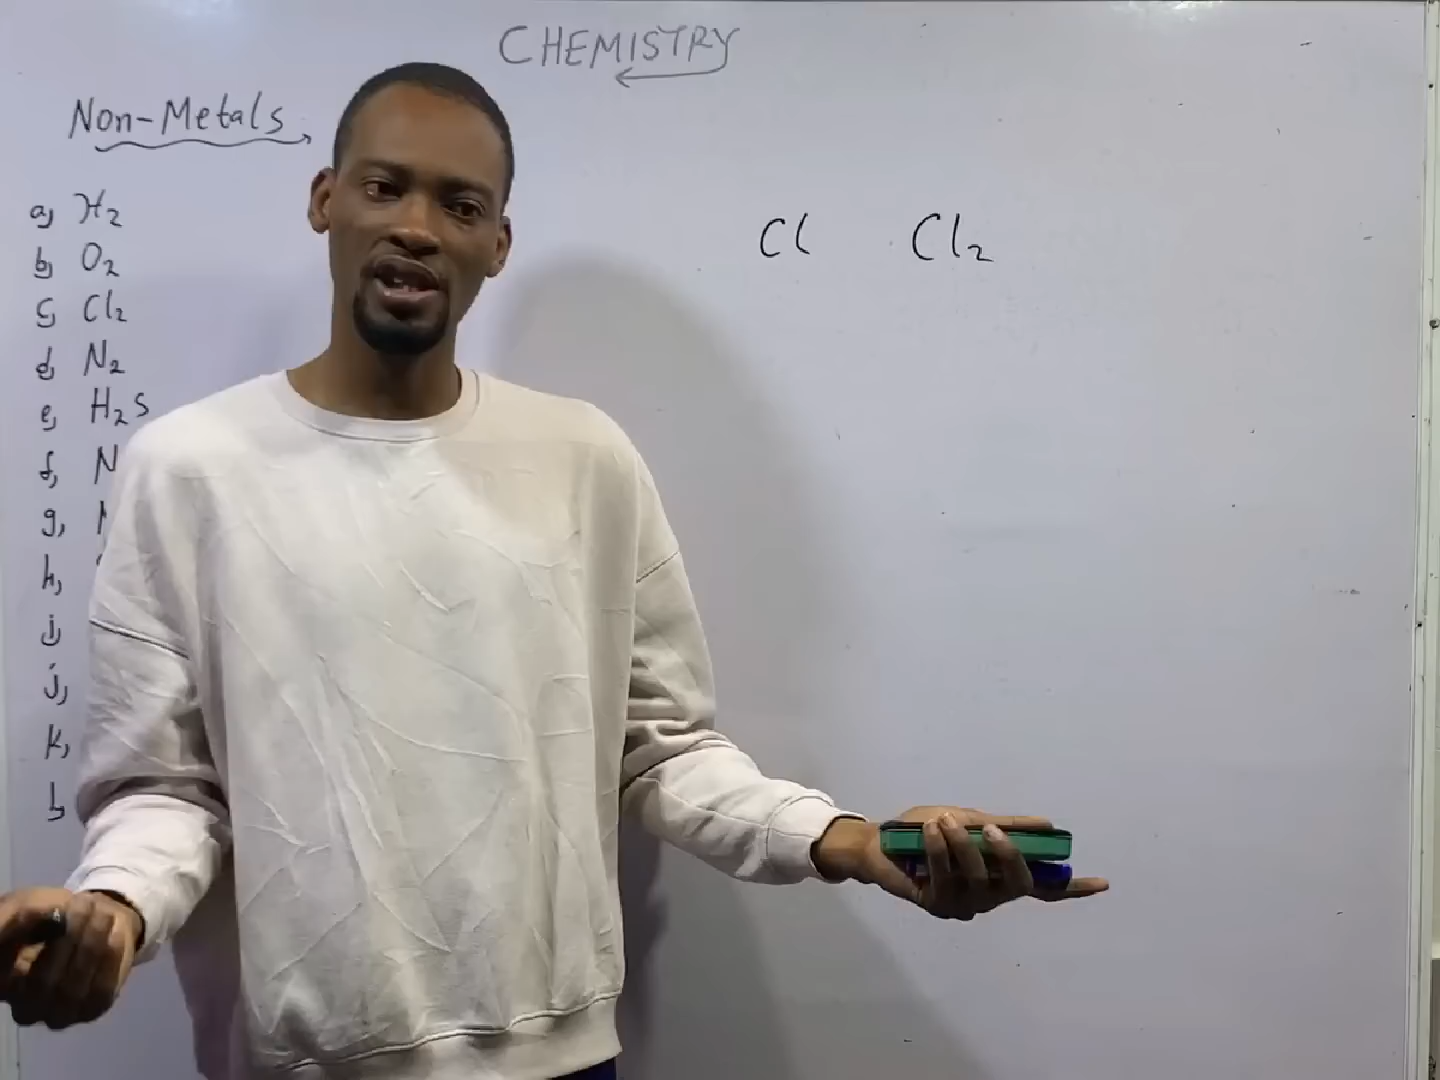 CHEMISTRY
Non-Metals
a, H₂
b, O₂
c, Cl₂
d, N₂
e, H₂S
f, N
g,
h,
i,
j,
k,
l
Cl Cl₂